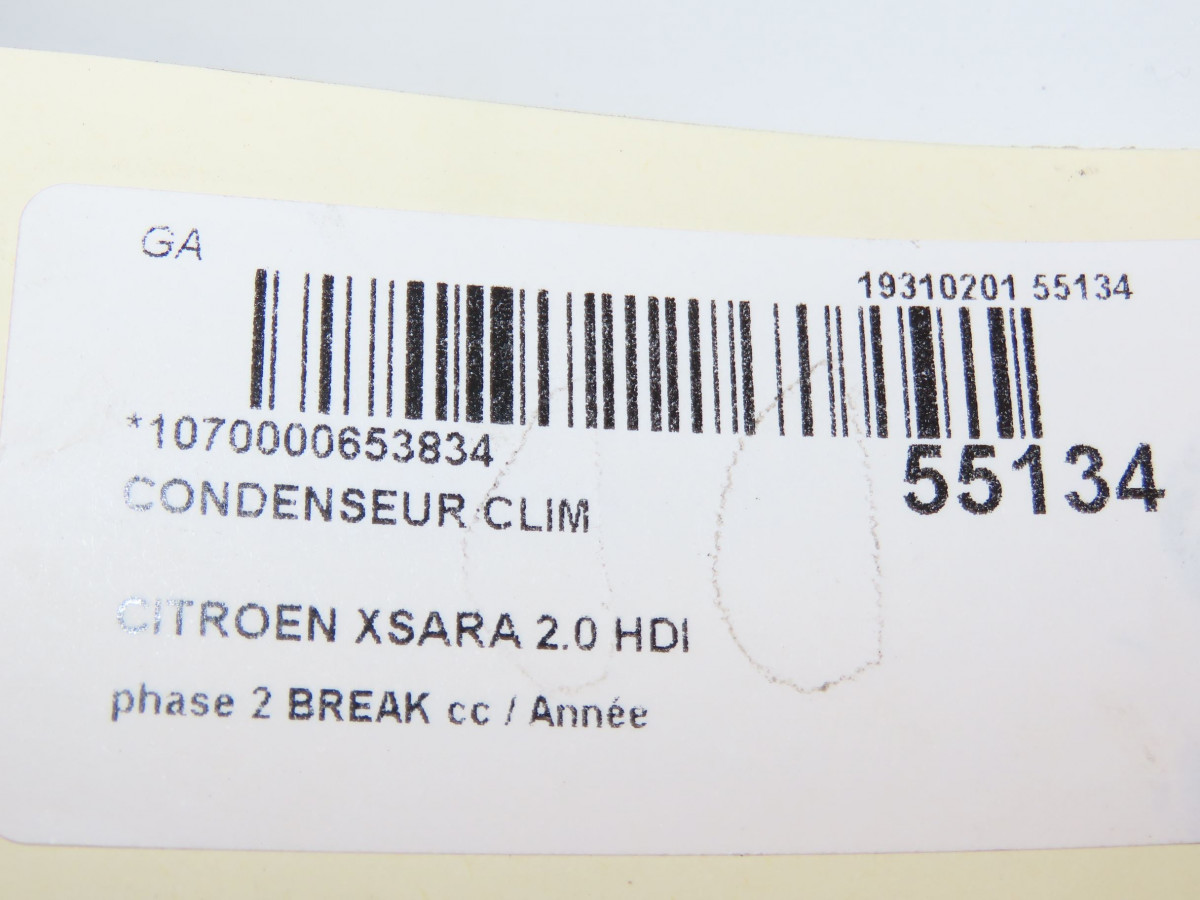 GA
19310201 55134
*1070000653834
55134
CONDENSEUR CLIM
CITROEN XSARA 2.0 HDI
phase 2 BREAK cc / Année